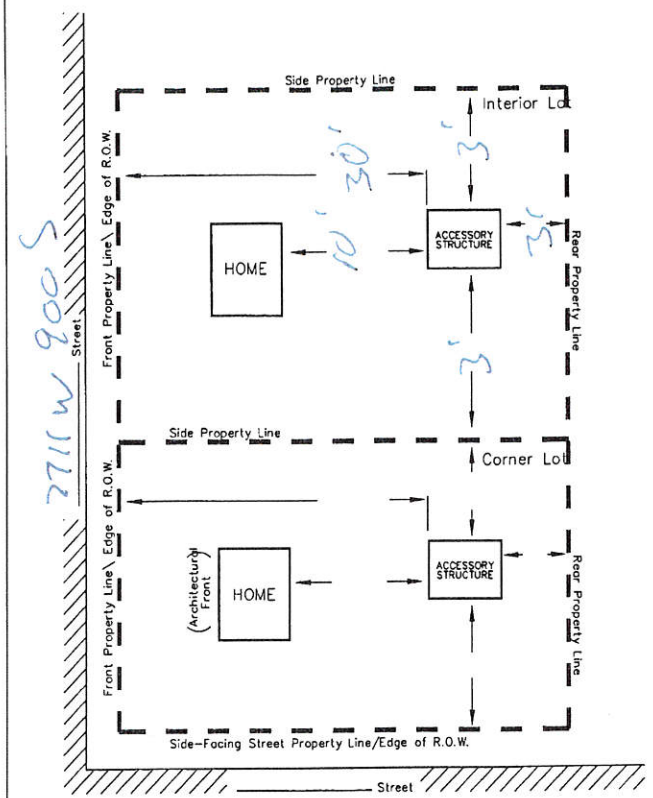 Side Property Line
Interior Lot
Front Property Line\ Edge of R.O.W.
30'
3'
ACCESSORY
STRUCTURE
3'
Rear Property Line
HOME
10'
3'
Street
Side Property Line
Corner Lot
Front Property Line\ Edge of R.O.W.
(Architectural
Front)
HOME
ACCESSORY
STRUCTURE
Rear Property Line
Side-Facing Street Property Line/Edge of R.O.W.
Street